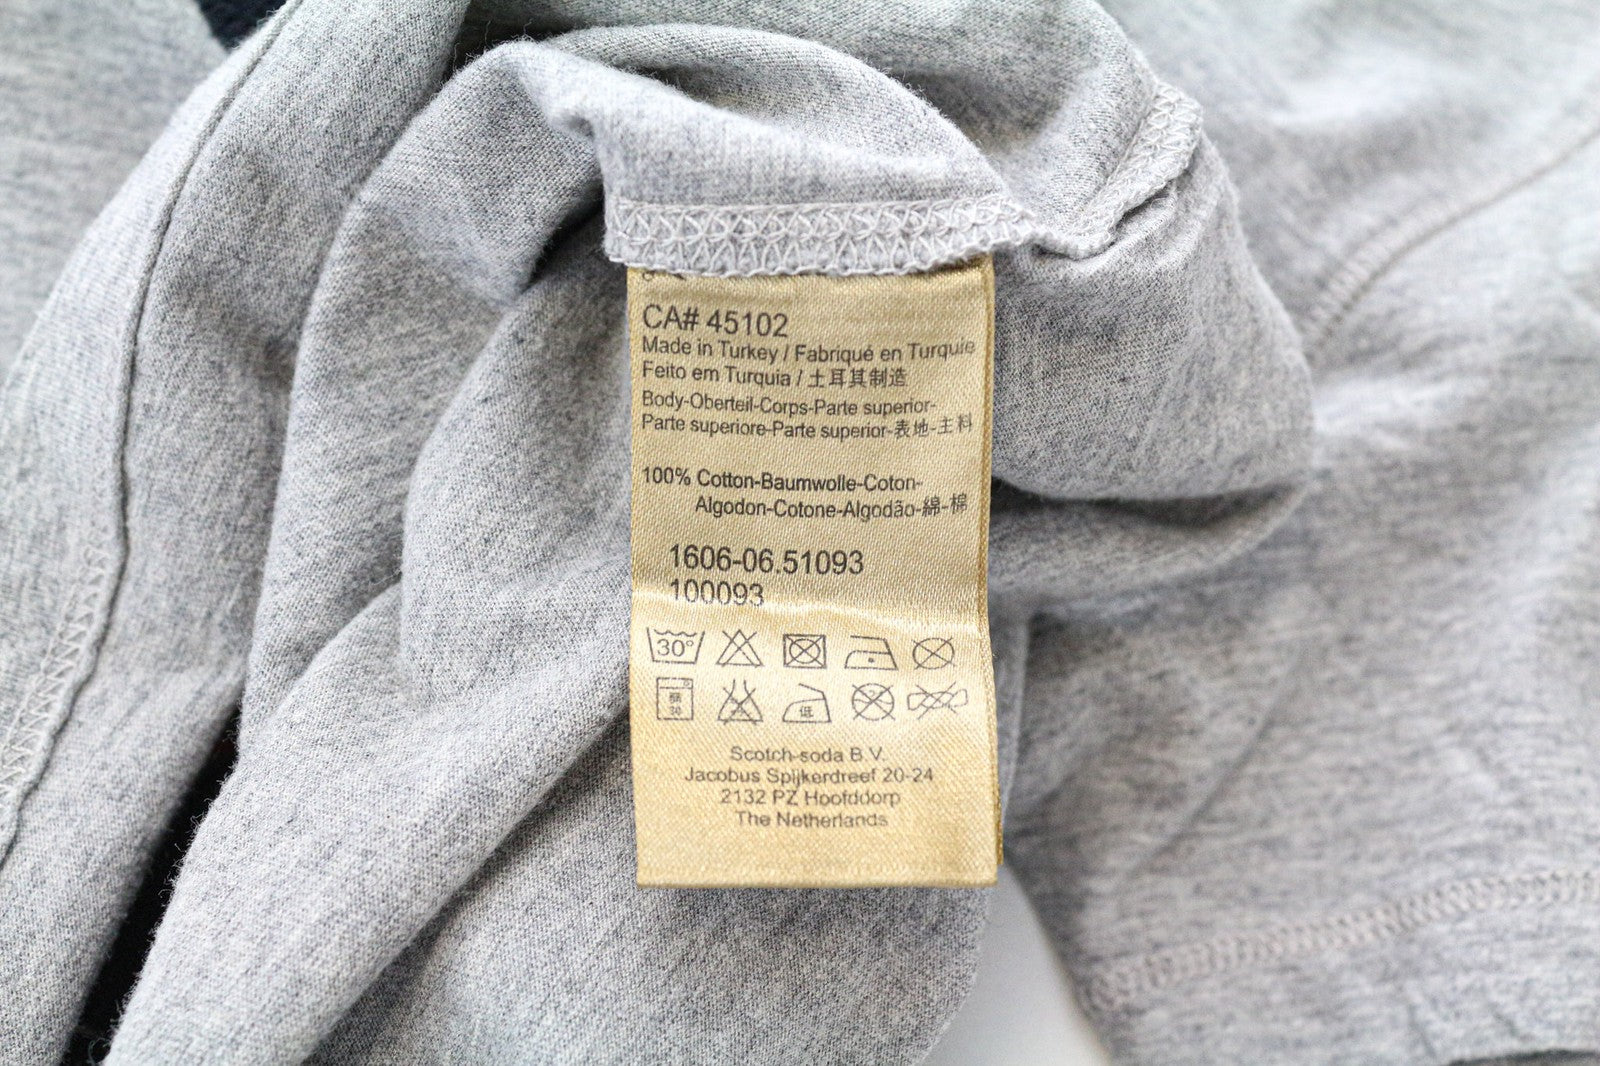 CA# 45102
Made in Turkey / Fabriqué en Turquie
Feito em Turquia / 土耳其制造
Body-Oberteil-Corps-Parte superior-
Parte superiore-Parte superior-表地-主料
100% Cotton-Baumwolle-Coton-
Algodon-Cotone-Algodão-綿-棉
1606-06.51093
100093
30°
30
低
Scotch-soda B.V.
Jacobus Spijkerdreef 20-24
2132 PZ Hoofddorp
The Netherlands